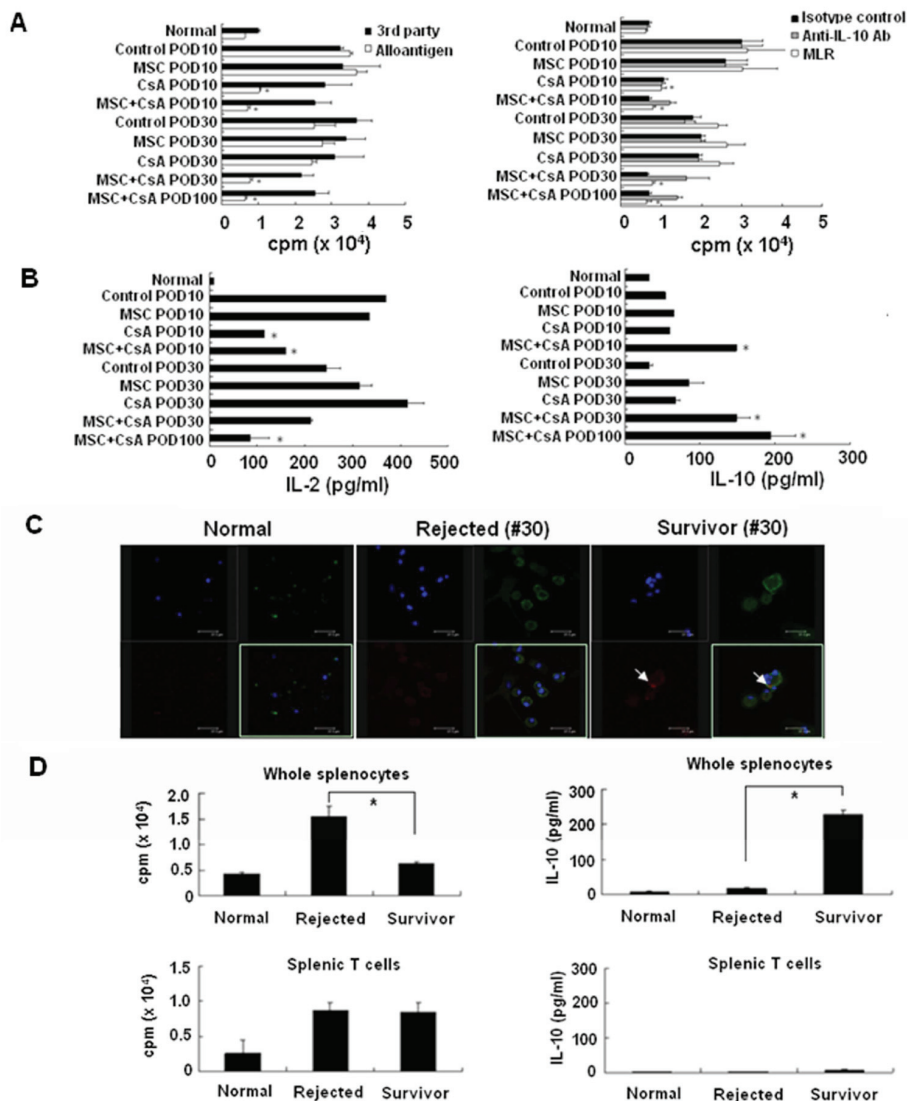 A
Normal
Control POD10
MSC POD10
CsA POD10
MSC+CsA POD10
Control POD30
MSC POD30
CsA POD30
MSC+CsA POD30
MSC+CsA POD100
3rd party
Alloantigen
*
*
*
*
0 1 2 3 4 5
cpm (x 10⁴)
Normal
Control POD10
MSC POD10
CsA POD10
MSC+CsA POD10
Control POD30
MSC POD30
CsA POD30
MSC+CsA POD30
MSC+CsA POD100
Isotype control
Anti-IL-10 Ab
MLR
*
*
*
*
0 1 2 3 4 5
cpm (x 10⁴)
B
Normal
Control POD10
MSC POD10
CsA POD10 *
MSC+CsA POD10 *
Control POD30
MSC POD30
CsA POD30
MSC+CsA POD30
MSC+CsA POD100 *
0 100 200 300 400 500
IL-2 (pg/ml)
Normal
Control POD10
MSC POD10
CsA POD10
MSC+CsA POD10 *
Control POD30
MSC POD30
CsA POD30
MSC+CsA POD30 *
MSC+CsA POD100 *
0 100 200 300
IL-10 (pg/ml)
C
Normal Rejected (#30) Survivor (#30)
D
Whole splenocytes
cpm (x 10⁴)
2.0
1.5
1.0
0.5
0
*
Normal Rejected Survivor
Whole splenocytes
IL-10 (pg/ml)
300
200
100
0
*
Normal Rejected Survivor
Splenic T cells
cpm (x 10⁴)
1.5
1.0
0.5
0
Normal Rejected Survivor
Splenic T cells
IL-10 (pg/ml)
300
200
100
0
Normal Rejected Survivor